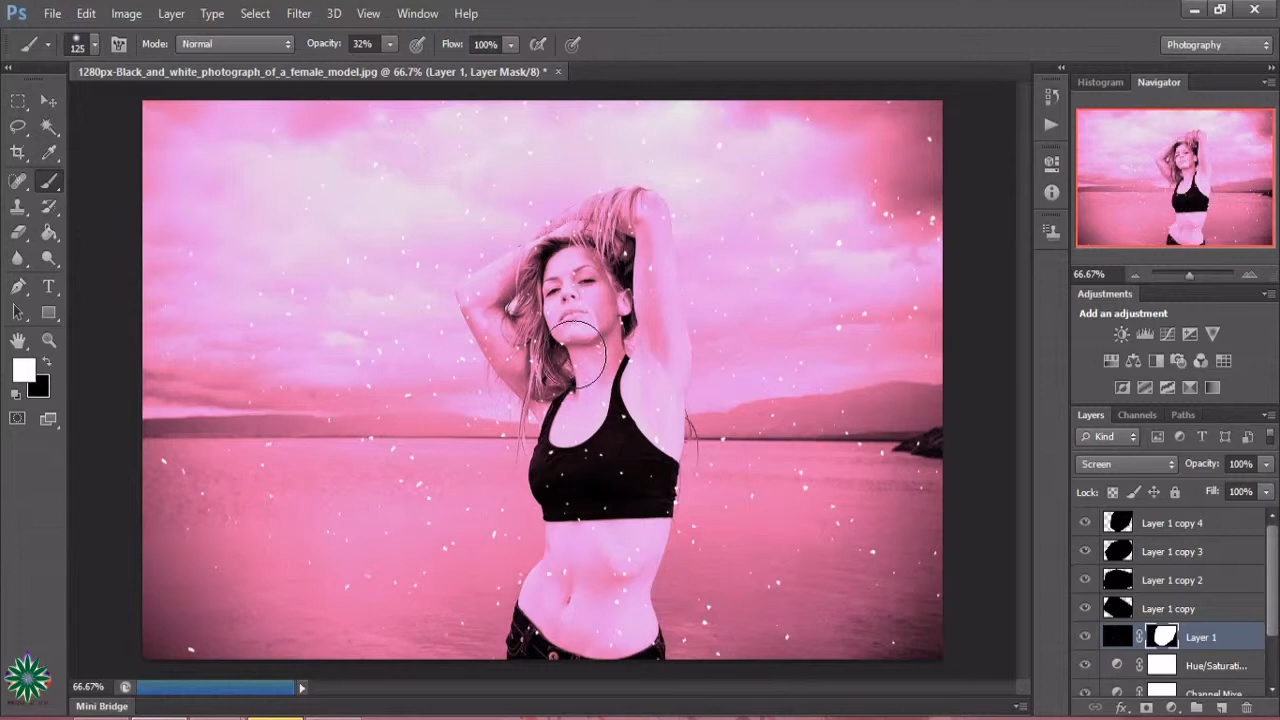 Ps File Edit Image Layer Type Select Filter 3D View Window Help
125 Mode: Normal Opacity: 32% Flow: 100% Photography
1280px-Black_and_white_photograph_of_a_female_model.jpg @ 66.7% (Layer 1, Layer Mask/8) * ×
Histogram Navigator
66.67%
Adjustments
Add an adjustment
Layers Channels Paths
Kind
Screen Opacity: 100%
Lock: Fill: 100%
Layer 1 copy 4
Layer 1 copy 3
Layer 1 copy 2
Layer 1 copy
Layer 1
Hue/Saturati...
Channel Mixe...
66.67%
Mini Bridge